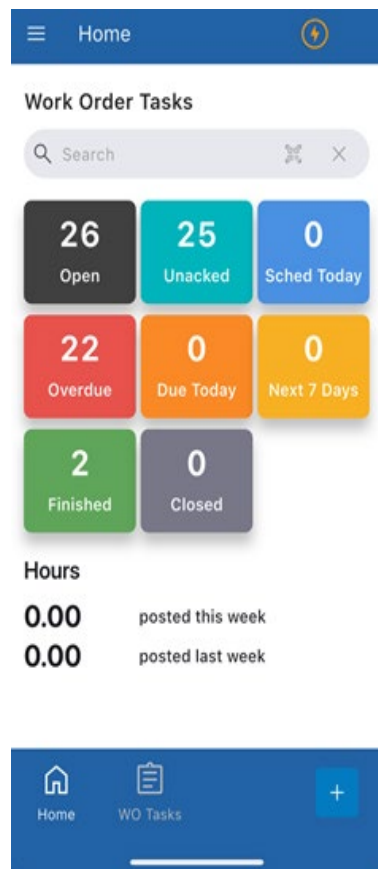 Home
Work Order Tasks
Search
26 25 0
Open Unacked Sched Today
22 0 0
Overdue Due Today Next 7 Days
2 0
Finished Closed
Hours
0.00 posted this week
0.00 posted last week
Home WO Tasks